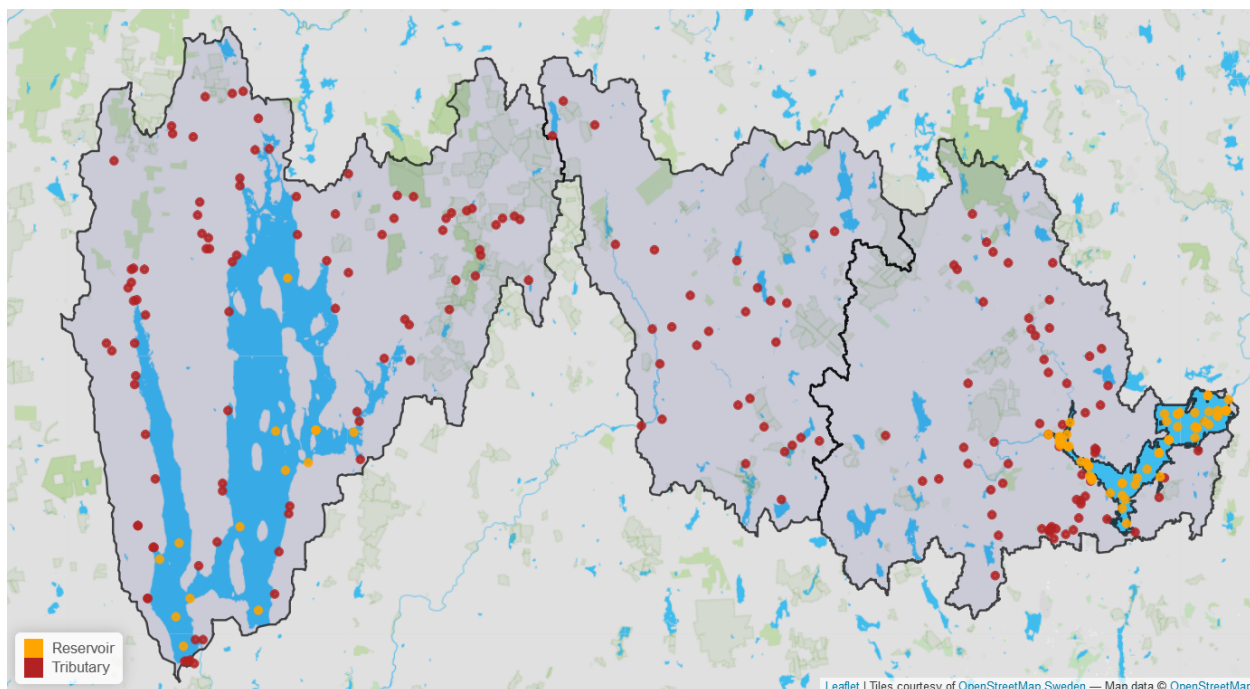 Reservoir
Tributary
Leaflet | Tiles courtesy of OpenStreetMap Sweden — Map data © OpenStreetMap